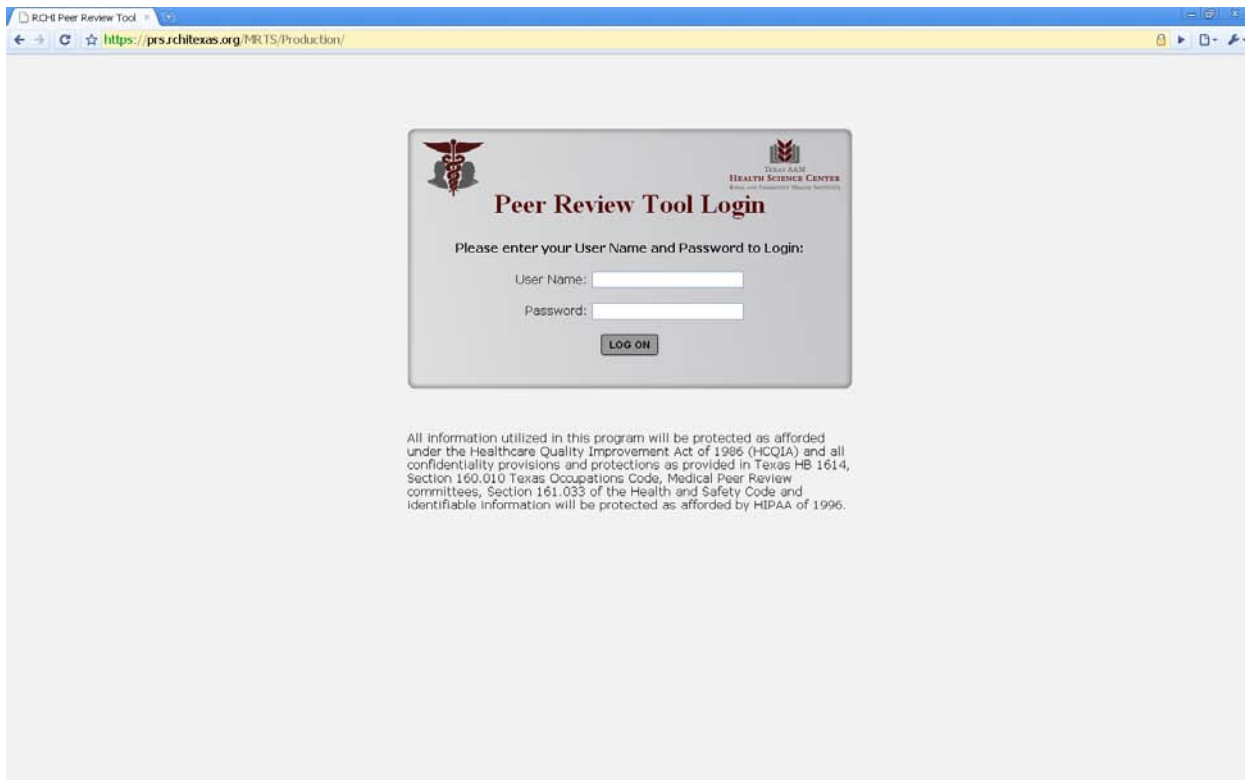 RCHI Peer Review Tool
https://prs.rchitexas.org/MRTS/Production/
TEXAS A&M
HEALTH SCIENCE CENTER
RURAL AND COMMUNITY HEALTH INSTITUTE
Peer Review Tool Login
Please enter your User Name and Password to Login:
User Name:
Password:
LOG ON
All information utilized in this program will be protected as afforded
under the Healthcare Quality Improvement Act of 1986 (HCQIA) and all
confidentiality provisions and protections as provided in Texas HB 1614,
Section 160.010 Texas Occupations Code, Medical Peer Review
committees, Section 161.033 of the Health and Safety Code and
identifiable information will be protected as afforded by HIPAA of 1996.